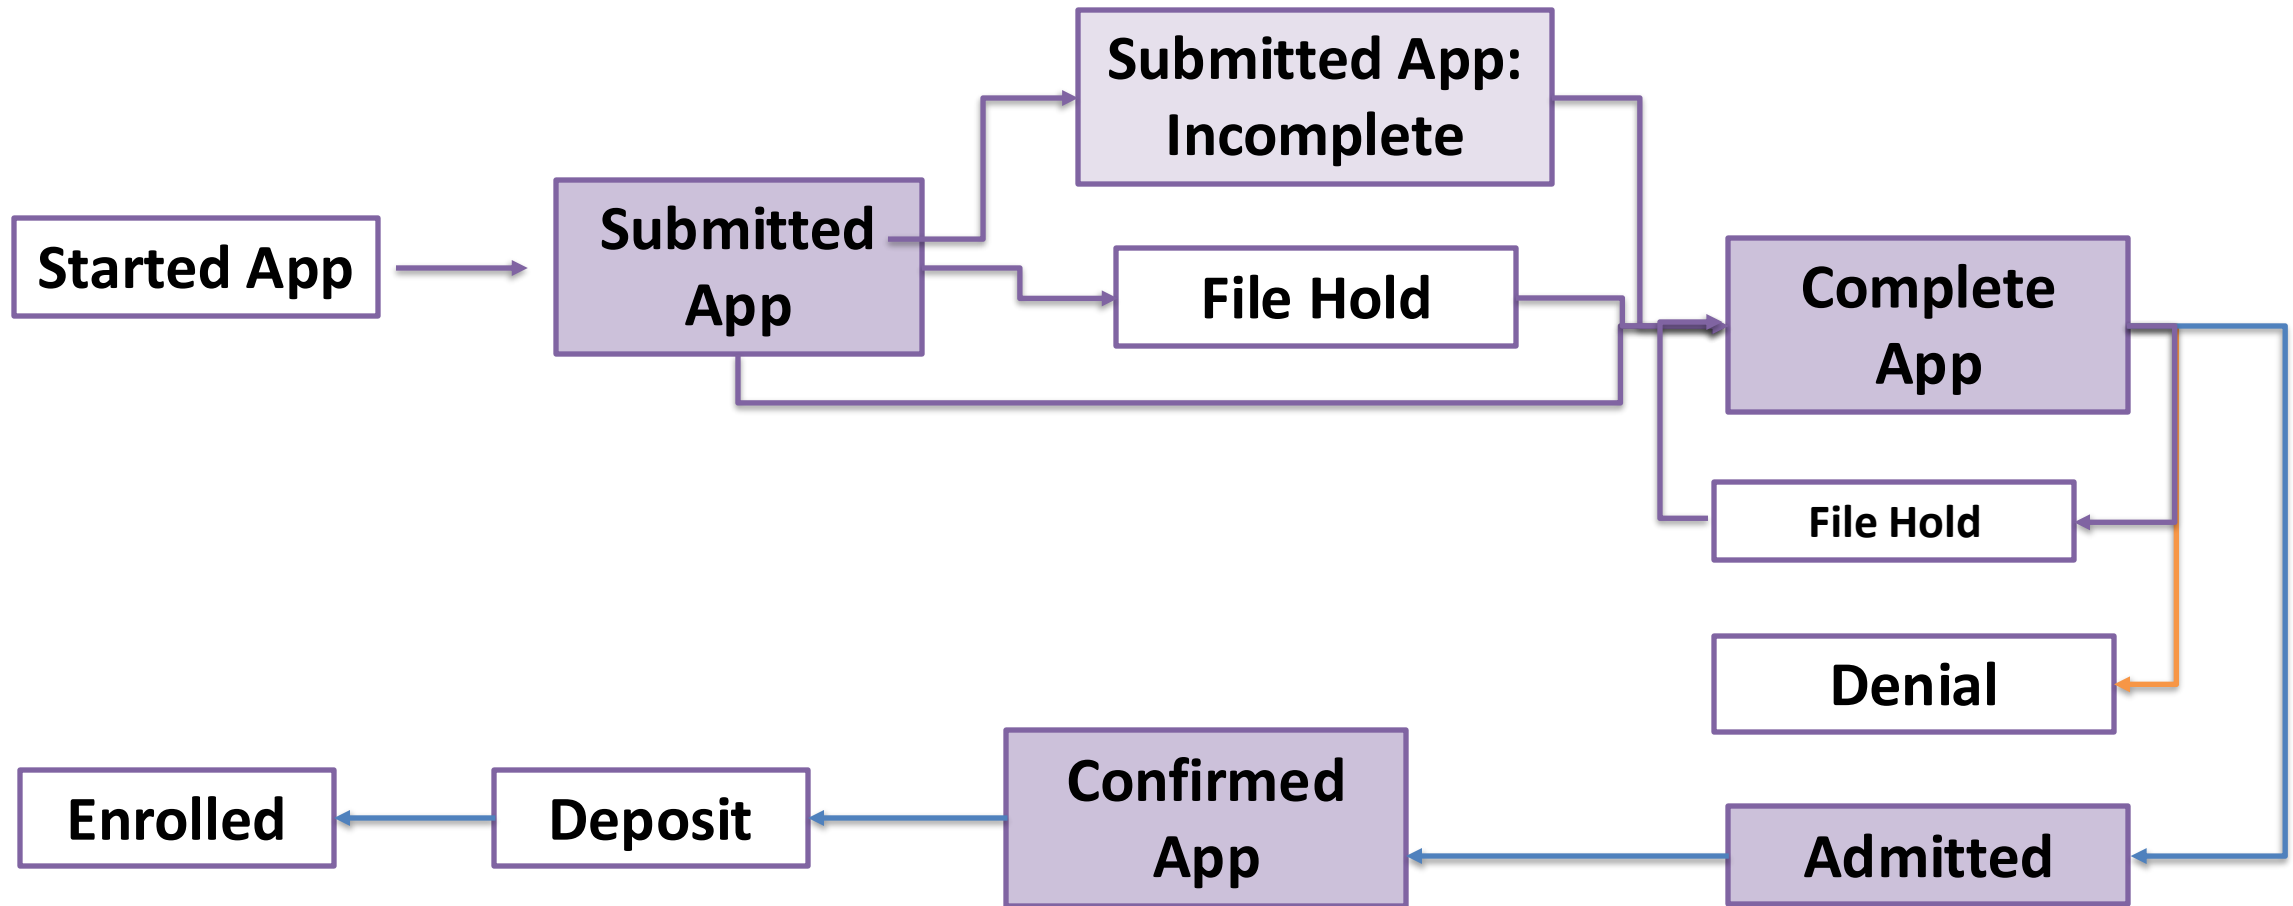 Submitted App:
Incomplete
Started App
Submitted
App
File Hold
Complete
App
File Hold
Denial
Enrolled
Deposit
Confirmed
App
Admitted